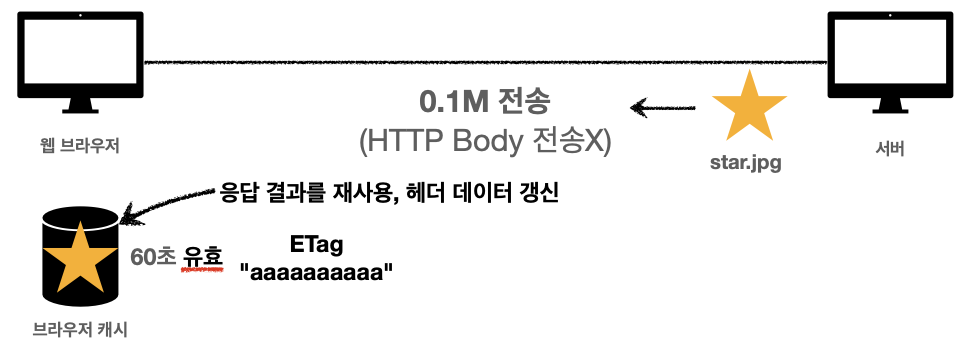 0.1M 전송
(HTTP Body 전송X)
웹 브라우저
star.jpg
서버
응답 결과를 재사용, 헤더 데이터 갱신
60초 유효
ETag
"aaaaaaaaaa"
브라우저 캐시